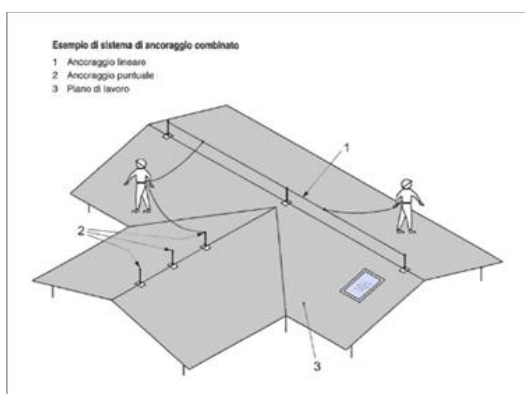 Esempio di sistema di ancoraggio combinato
1 Ancoraggio lineare
2 Ancoraggio puntuale
3 Piano di lavoro
1
2
3